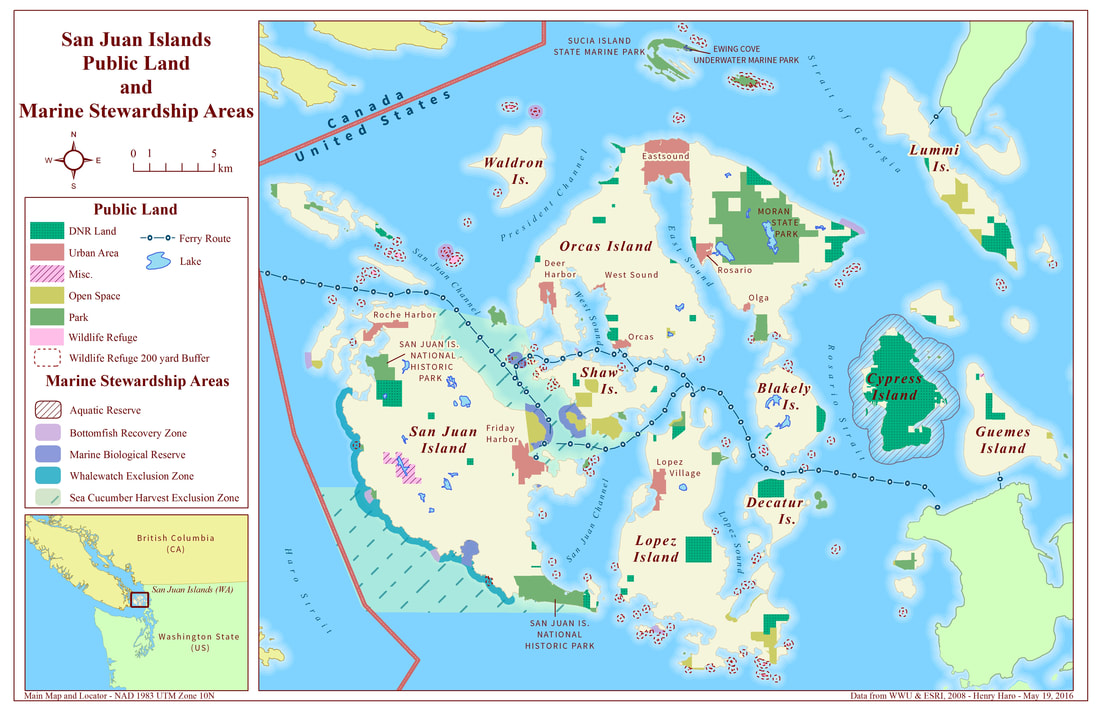 San Juan Islands
Public Land
and
Marine Stewardship Areas
N
W E
S
0 1 5
km
Public Land
DNR Land
Urban Area
Misc.
Open Space
Park
Wildlife Refuge
Wildlife Refuge 200 yard Buffer
Ferry Route
Lake
Marine Stewardship Areas
Aquatic Reserve
Bottomfish Recovery Zone
Marine Biological Reserve
Whalewatch Exclusion Zone
Sea Cucumber Harvest Exclusion Zone
British Columbia
(CA)
San Juan Islands (WA)
Washington State
(US)
Main Map and Locator - NAD 1983 UTM Zone 10N
SUCIA ISLAND
STATE MARINE PARK
EWING COVE
UNDERWATER MARINE PARK
Canada
United States
Strait of Georgia
Waldron
Is.
President Channel
Eastsound
Lummi
Is.
MORAN
STATE
PARK
Orcas Island
East Sound
Deer
Harbor
West Sound
Rosario
San Juan Channel
West Sound
Olga
Roche Harbor
Orcas
SAN JUAN IS.
NATIONAL
HISTORIC
PARK
Shaw
Is.
Blakely
Is.
Rosario Strait
Cypress
Island
San Juan
Island
Friday
Harbor
Guemes
Island
Lopez
Village
Decatur
Is.
San Juan Channel
Lopez Sound
Lopez
Island
Haro Strait
SAN JUAN IS.
NATIONAL
HISTORIC PARK
Data from WWU & ESRI, 2008 - Henry Haro - May 19, 2016